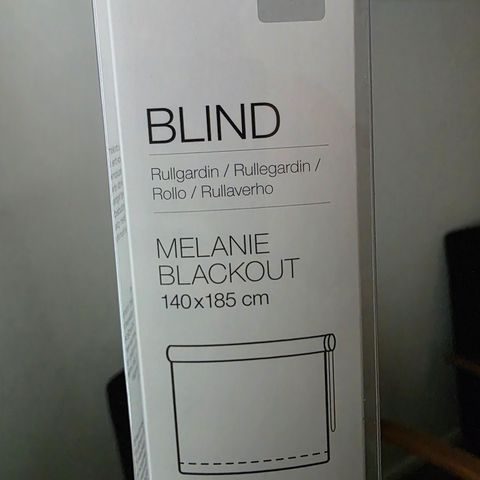 BLIND
Rullgardin / Rullegardin /
Rollo / Rullaverho
MELANIE
BLACKOUT
140x185 cm